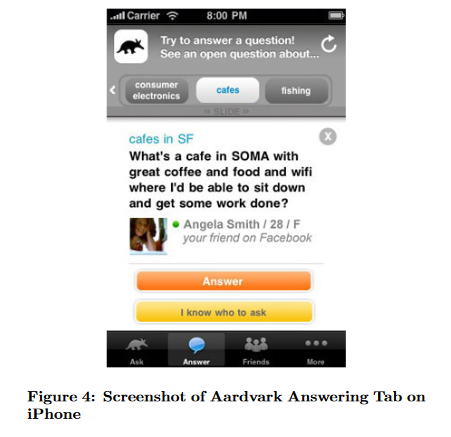 Carrier 8:00 PM
Try to answer a question!
See an open question about...
consumer
electronics
cafes
fishing
« SLIDE »
cafes in SF
What's a cafe in SOMA with
great coffee and food and wifi
where I'd be able to sit down
and get some work done?
Angela Smith / 28 / F
your friend on Facebook
Answer
I know who to ask
Ask
Answer
Friends
More
Figure 4: Screenshot of Aardvark Answering Tab on
iPhone